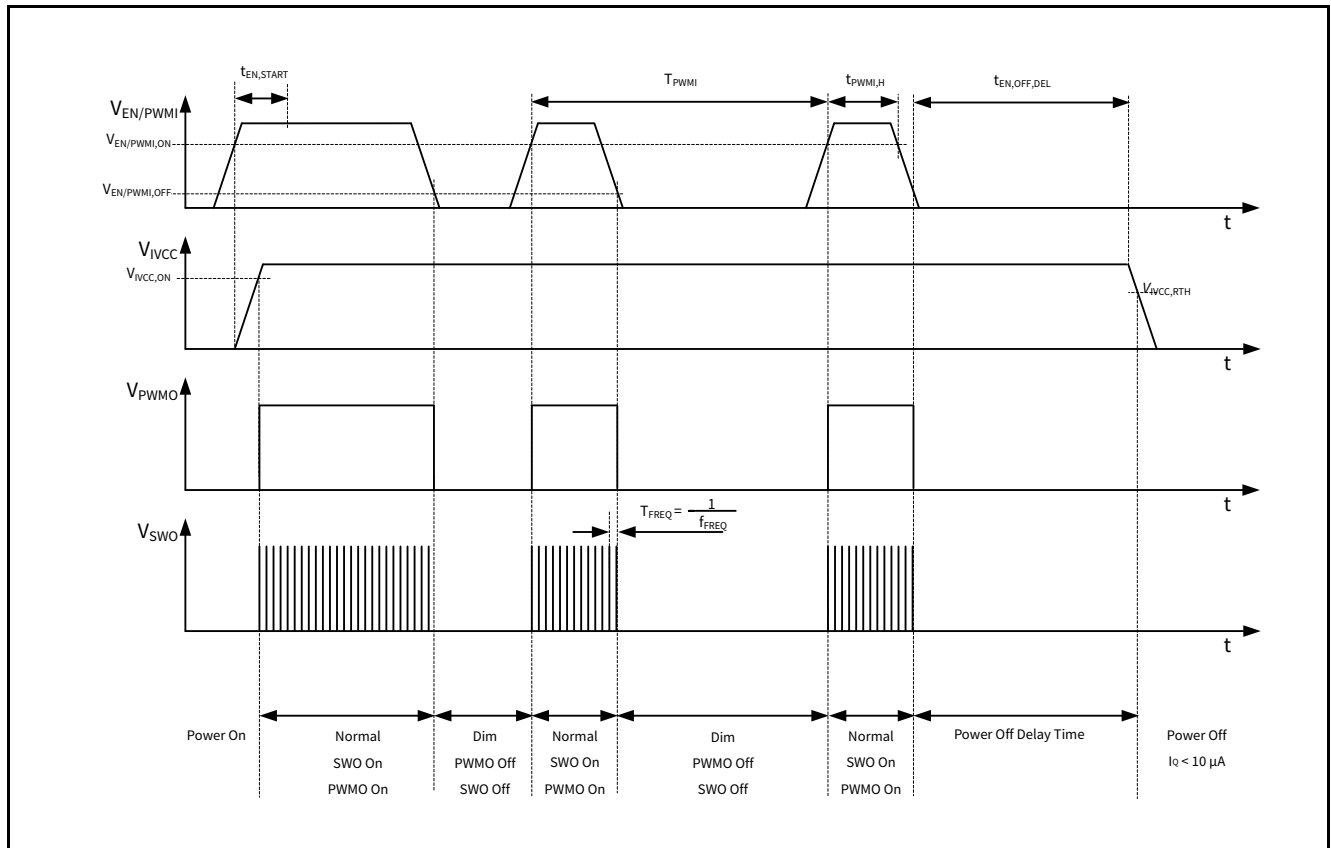 tEN,START
TPWMI
tPWMI,H
tEN,OFF,DEL
VEN/PWMI
VEN/PWMI,ON
VEN/PWMI,OFF
t
VIVCC
VIVCC,ON
VIVCC,RTH
t
VPWMO
t
TFREQ = 1
fFREQ
VSWO
t
Power On
Normal
SWO On
PWMO On
Dim
PWMO Off
SWO Off
Normal
SWO On
PWMO On
Dim
PWMO Off
SWO Off
Normal
SWO On
PWMO On
Power Off Delay Time
Power Off
IQ < 10 µA